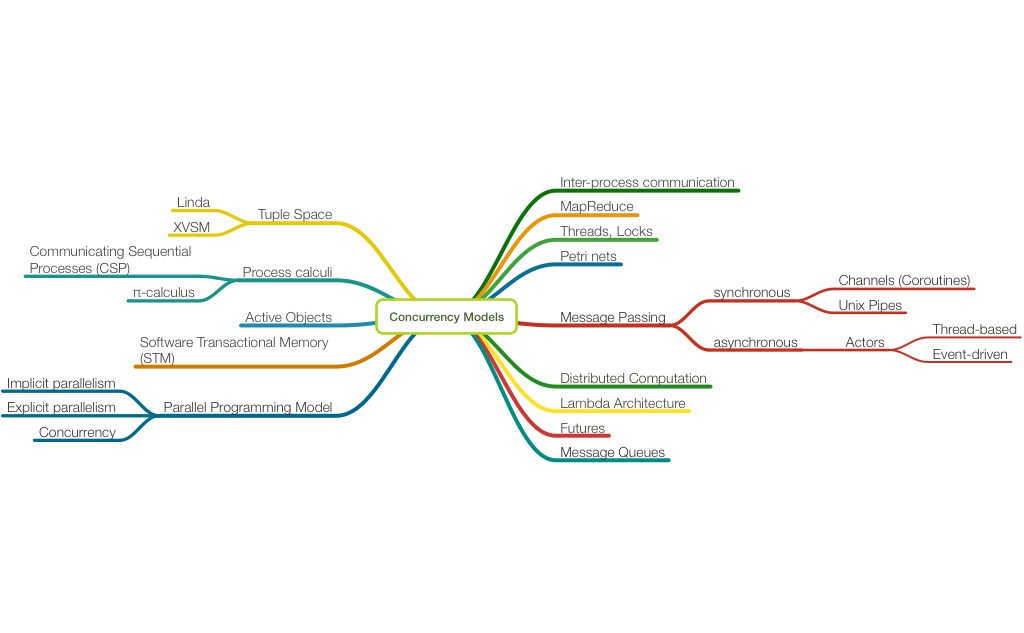 Concurrency Models
Inter-process communication
MapReduce
Threads, Locks
Petri nets
Message Passing
synchronous
Channels (Coroutines)
Unix Pipes
asynchronous
Actors
Thread-based
Event-driven
Distributed Computation
Lambda Architecture
Futures
Message Queues
Tuple Space
Linda
XVSM
Process calculi
Communicating Sequential
Processes (CSP)
π-calculus
Active Objects
Software Transactional Memory
(STM)
Parallel Programming Model
Implicit parallelism
Explicit parallelism
Concurrency